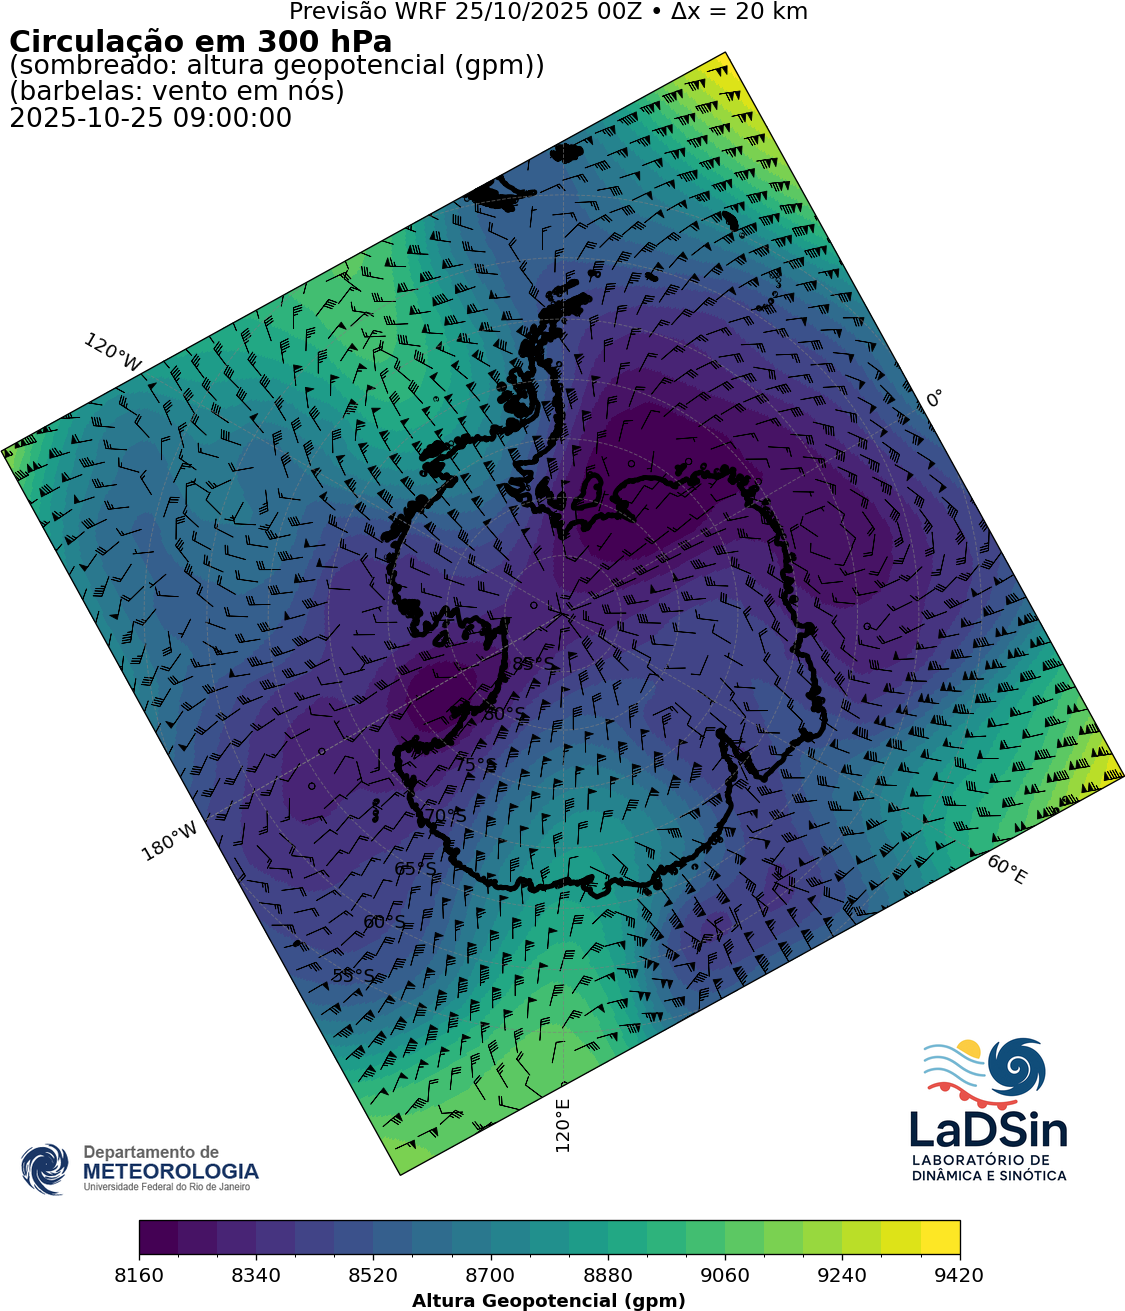 Previsão WRF 25/10/2025 00Z • Δx = 20 km
Circulação em 300 hPa
(sombreado: altura geopotencial (gpm))
(barbelas: vento em nós)
2025-10-25 09:00:00
120°W
0°
85°S
80°S
75°S
70°S
65°S
60°S
55°S
180°W
60°E
120°E
Departamento de
METEOROLOGIA
Universidade Federal do Rio de Janeiro
LaDSin
LABORATÓRIO DE
DINÂMICA E SINÓTICA
8160 8340 8520 8700 8880 9060 9240 9420
Altura Geopotencial (gpm)